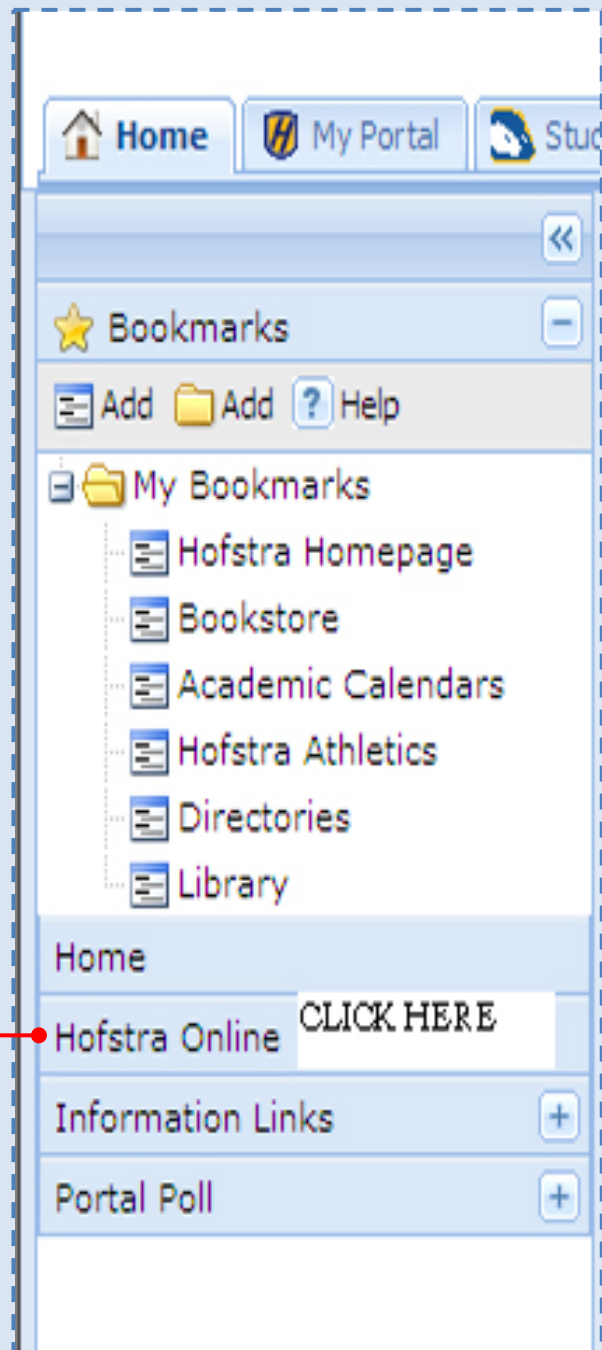 Home My Portal Stud
Bookmarks
Add Add ? Help
My Bookmarks
Hofstra Homepage
Bookstore
Academic Calendars
Hofstra Athletics
Directories
Library
Home
Hofstra Online CLICK HERE
Information Links
Portal Poll